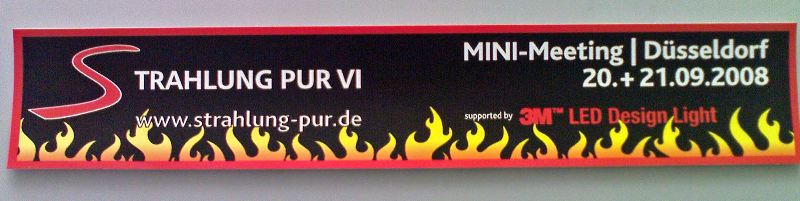 STRAHLUNG PUR VI
www.strahlung-pur.de
MINI-Meeting | Düsseldorf
20.+ 21.09.2008
supported by 3M™ LED Design Light